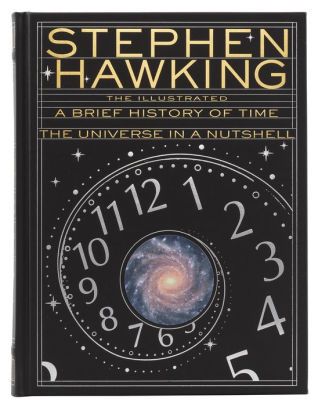 STEPHEN
HAWKING
THE ILLUSTRATED
A BRIEF HISTORY OF TIME
THE UNIVERSE IN A NUTSHELL
12
1
2
3
4
5
6
7
8
9
10
11